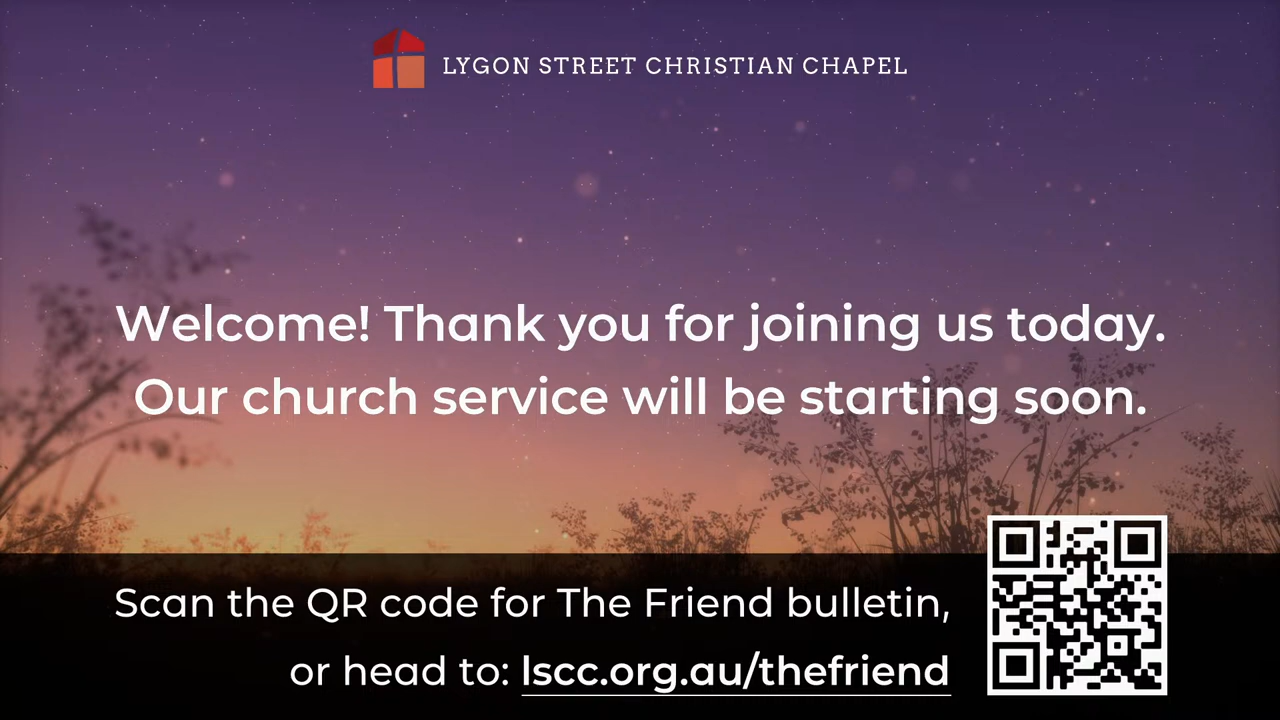 LYGON STREET CHRISTIAN CHAPEL
Welcome! Thank you for joining us today.
Our church service will be starting soon.
Scan the QR code for The Friend bulletin,
or head to: lscc.org.au/thefriend